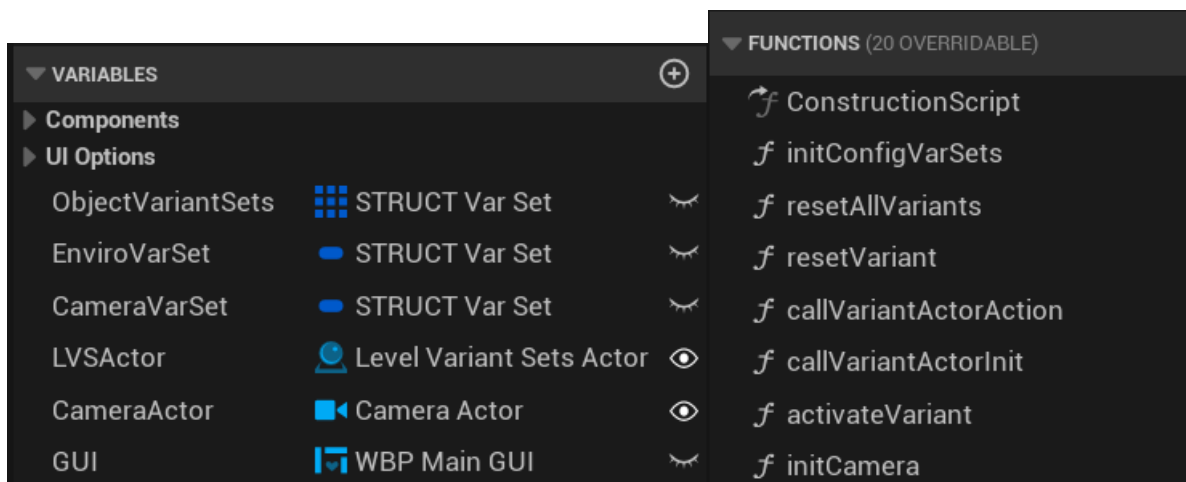 VARIABLES
Components
UI Options
ObjectVariantSets STRUCT Var Set
EnviroVarSet STRUCT Var Set
CameraVarSet STRUCT Var Set
LVSActor Level Variant Sets Actor
CameraActor Camera Actor
GUI WBP Main GUI
FUNCTIONS (20 OVERRIDABLE)
ConstructionScript
initConfigVarSets
resetAllVariants
resetVariant
callVariantActorAction
callVariantActorInit
activateVariant
initCamera